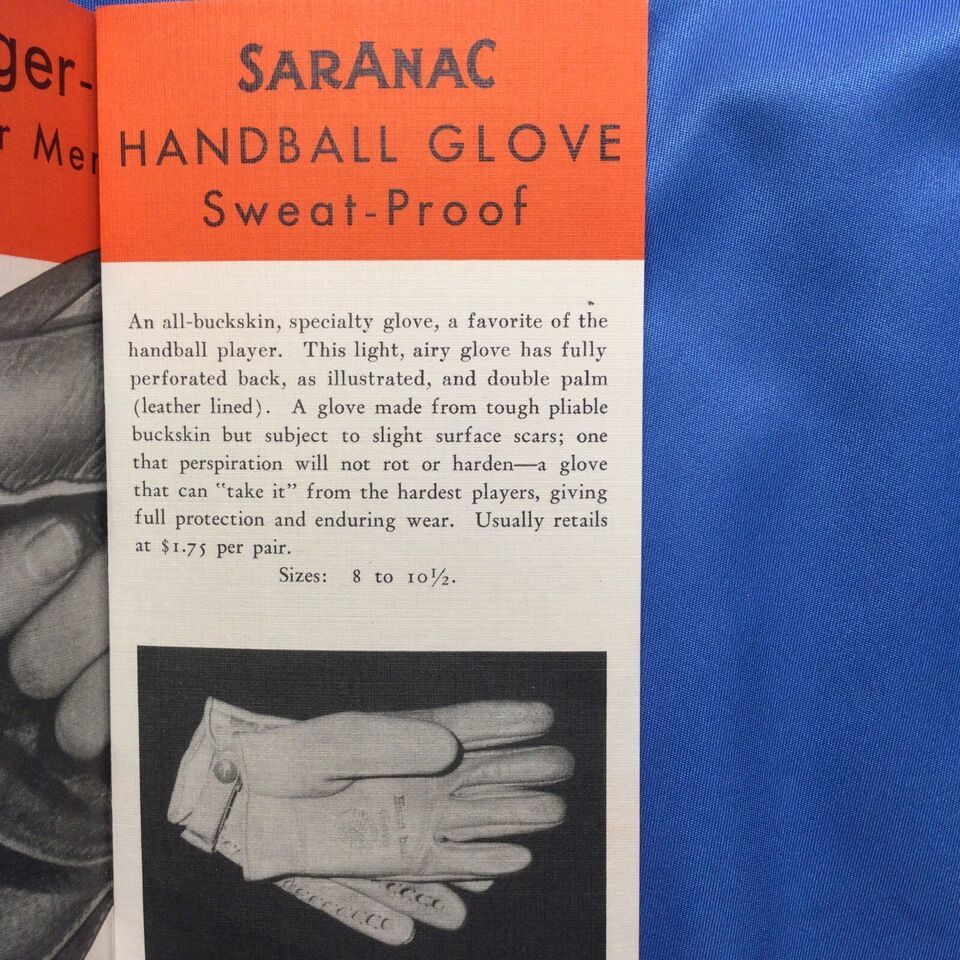 ger-
r Mer
SARANAC
HANDBALL GLOVE
Sweat-Proof
An all-buckskin, specialty glove, a favorite of the
handball player. This light, airy glove has fully
perforated back, as illustrated, and double palm
(leather lined). A glove made from tough pliable
buckskin but subject to slight surface scars; one
that perspiration will not rot or harden—a glove
that can "take it" from the hardest players, giving
full protection and enduring wear. Usually retails
at $1.75 per pair.
Sizes: 8 to 10½.